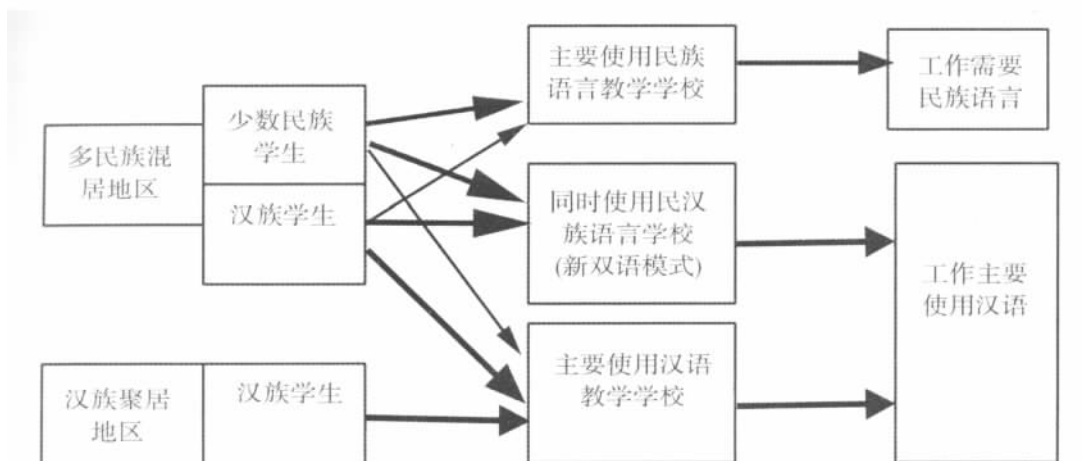 多民族混
居地区
少数民族
学生
汉族学生
汉族聚居
地区
汉族学生
主要使用民族
语言教学学校
同时使用民汉
族语言学校
(新双语模式)
主要使用汉语
教学学校
工作需要
民族语言
工作主要
使用汉语